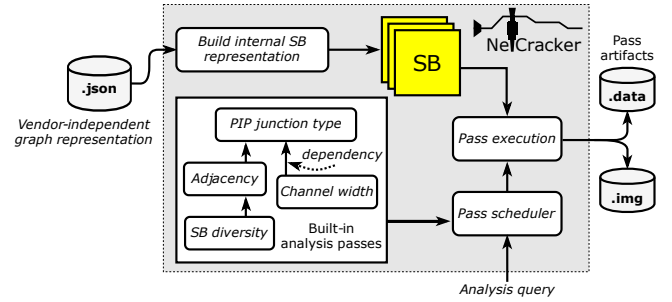 Build internal SB
representation
SB
NetCracker
Pass
artifacts
.json
.data
Vendor-independent
graph representation
PIP junction type
Pass execution
dependency
Adjacency
Channel width
.img
SB diversity
Built-in
analysis passes
Pass scheduler
Analysis query